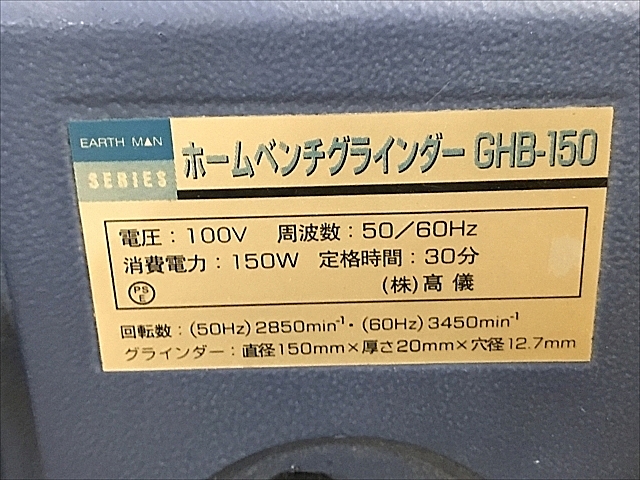 EARTH MAN
SERIES
ホームベンチグラインダー GHB-150
電圧：100V 周波数：50／60Hz
消費電力：150W 定格時間：30分
PS
E
(株)髙儀
回転数：(50Hz)2850min⁻¹・(60Hz)3450min⁻¹
グラインダー：直径150mm×厚さ20mm×穴径12.7mm